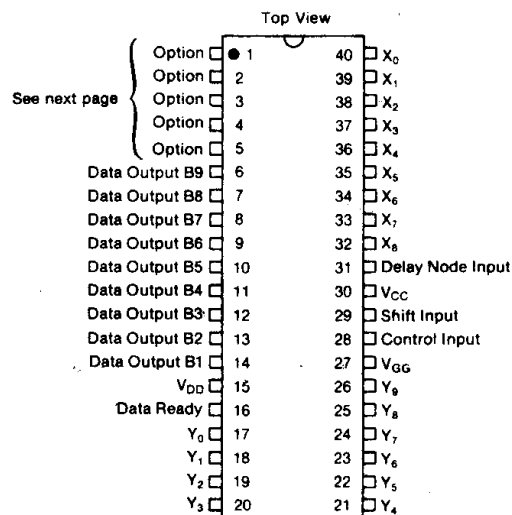 Top View
Option 1 40 X0
Option 2 39 X1
See next page Option 3 38 X2
Option 4 37 X3
Option 5 36 X4
Data Output B9 6 35 X5
Data Output B8 7 34 X6
Data Output B7 8 33 X7
Data Output B6 9 32 X8
Data Output B5 10 31 Delay Node Input
Data Output B4 11 30 VCC
Data Output B3 12 29 Shift Input
Data Output B2 13 28 Control Input
Data Output B1 14 27 VGG
VDD 15 26 Y9
Data Ready 16 25 Y8
Y0 17 24 Y7
Y1 18 23 Y6
Y2 19 22 Y5
Y3 20 21 Y4